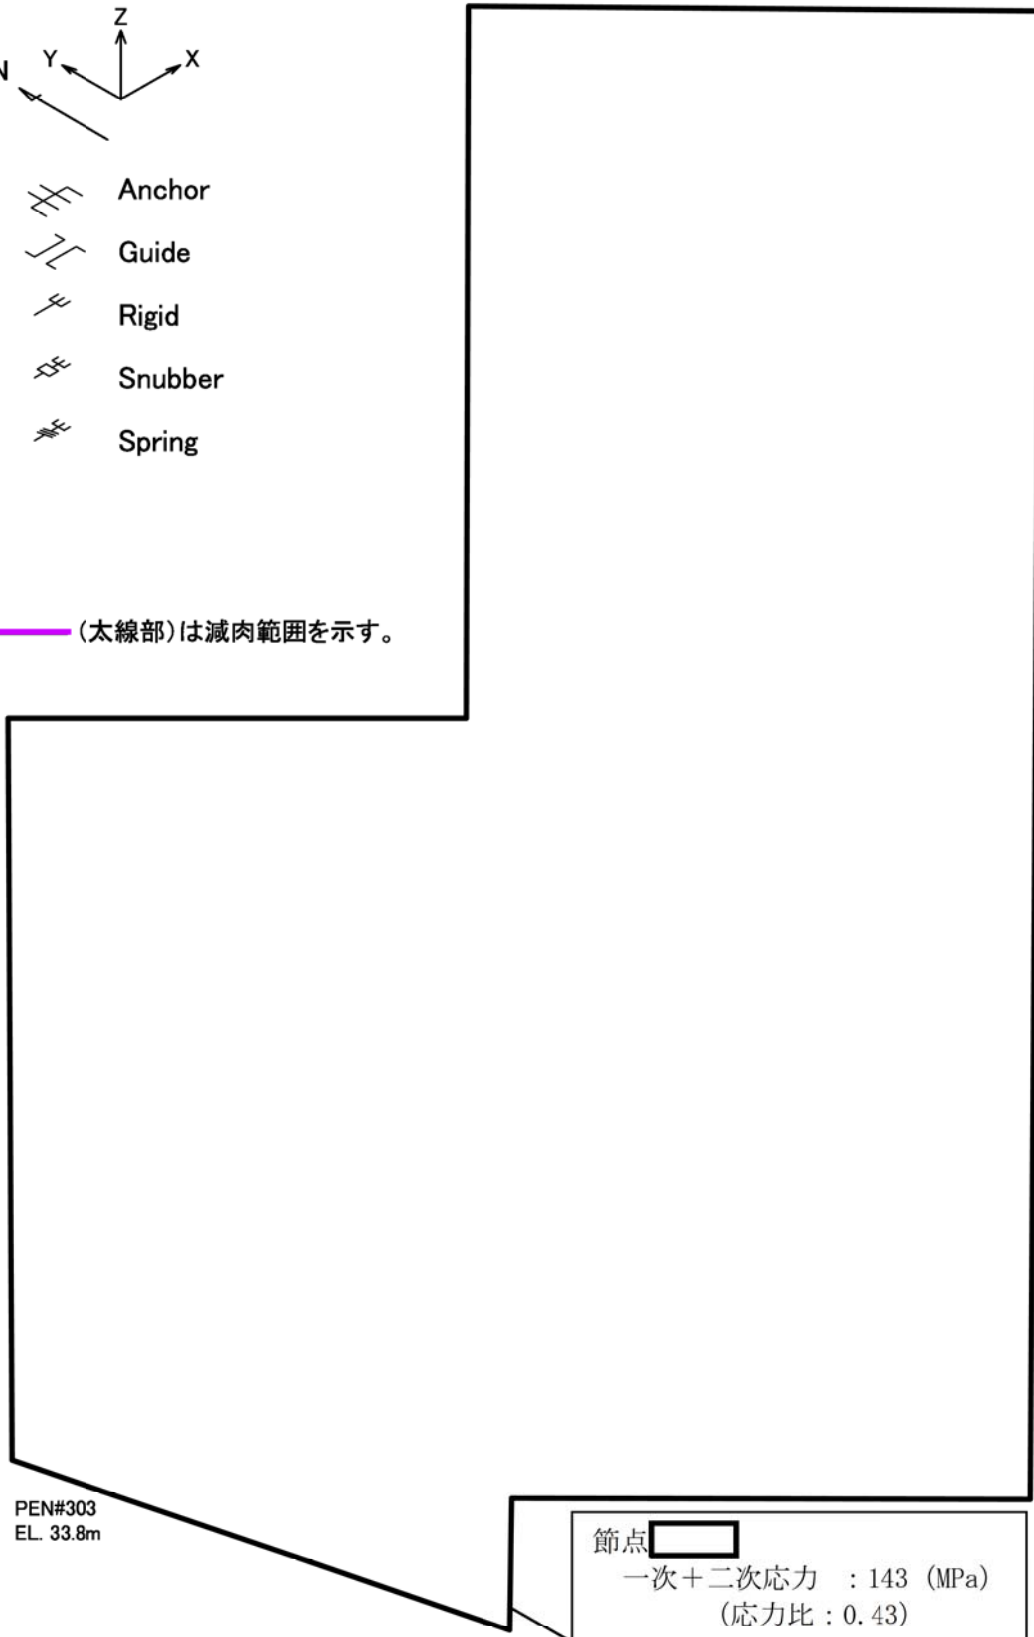 Z
Y
X
N
Anchor
Guide
Rigid
Snubber
Spring
(太線部)は減肉範囲を示す。
PEN#303
EL. 33.8m
節点
一次+二次応力 : 143 (MPa)
(応力比 : 0.43)